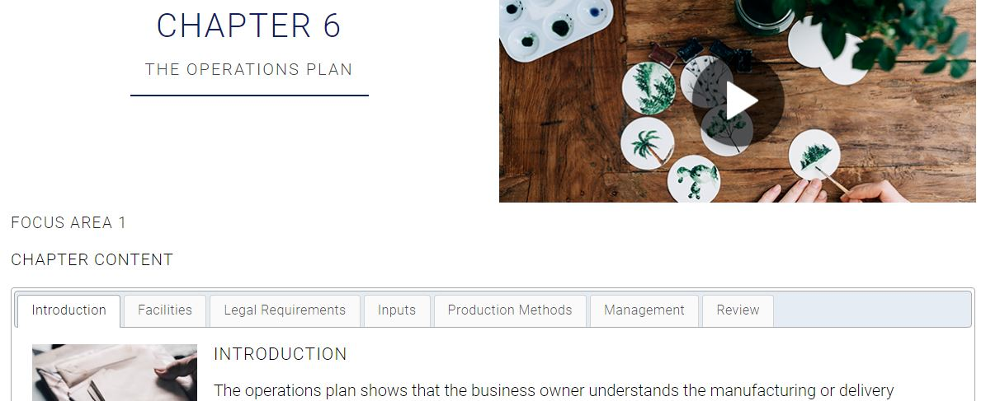 CHAPTER 6
THE OPERATIONS PLAN
FOCUS AREA 1
CHAPTER CONTENT
Introduction Facilities Legal Requirements Inputs Production Methods Management Review
INTRODUCTION
The operations plan shows that the business owner understands the manufacturing or delivery